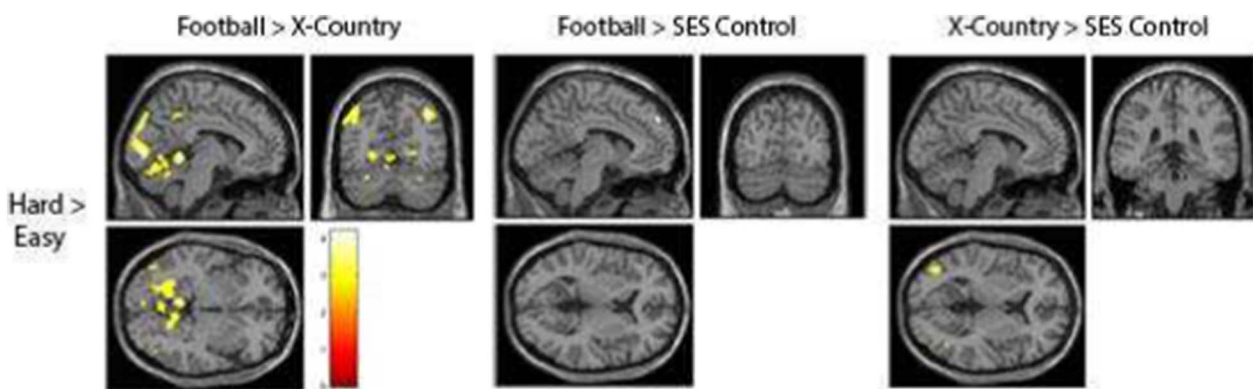 Football > X-Country
Football > SES Control
X-Country > SES Control
Hard >
Easy